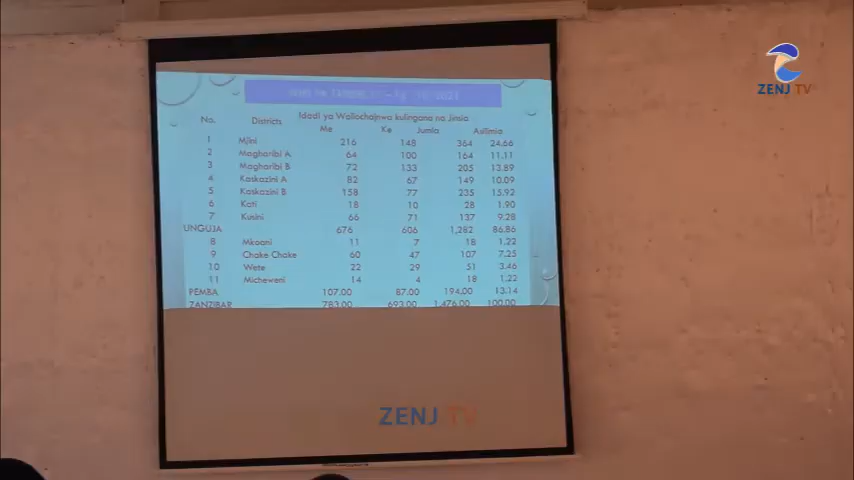 ZENJ TV
Idadi ya Waliochajnwa kulingana na Jinsia
No. Districts Me Ke Jumla Asilimia
1 Mjini 216 148 364 24.66
2 Magharibi A 64 100 164 11.11
3 Magharibi B 72 133 205 13.89
4 Kaskazini A 82 67 149 10.09
5 Kaskazini B 158 77 235 15.92
6 Kati 18 10 28 1.90
7 Kusini 66 71 137 9.28
UNGUJA 676 606 1,282 86.86
8 Mkoani 11 7 18 1.22
9 Chake Chake 60 47 107 7.25
10 Wete 22 29 51 3.46
11 Micheweni 14 4 18 1.22
PEMBA 107.00 87.00 194.00 13.14
ZANZIBAR 783.00 693.00 1,476.00 100.00
ZENJ TV